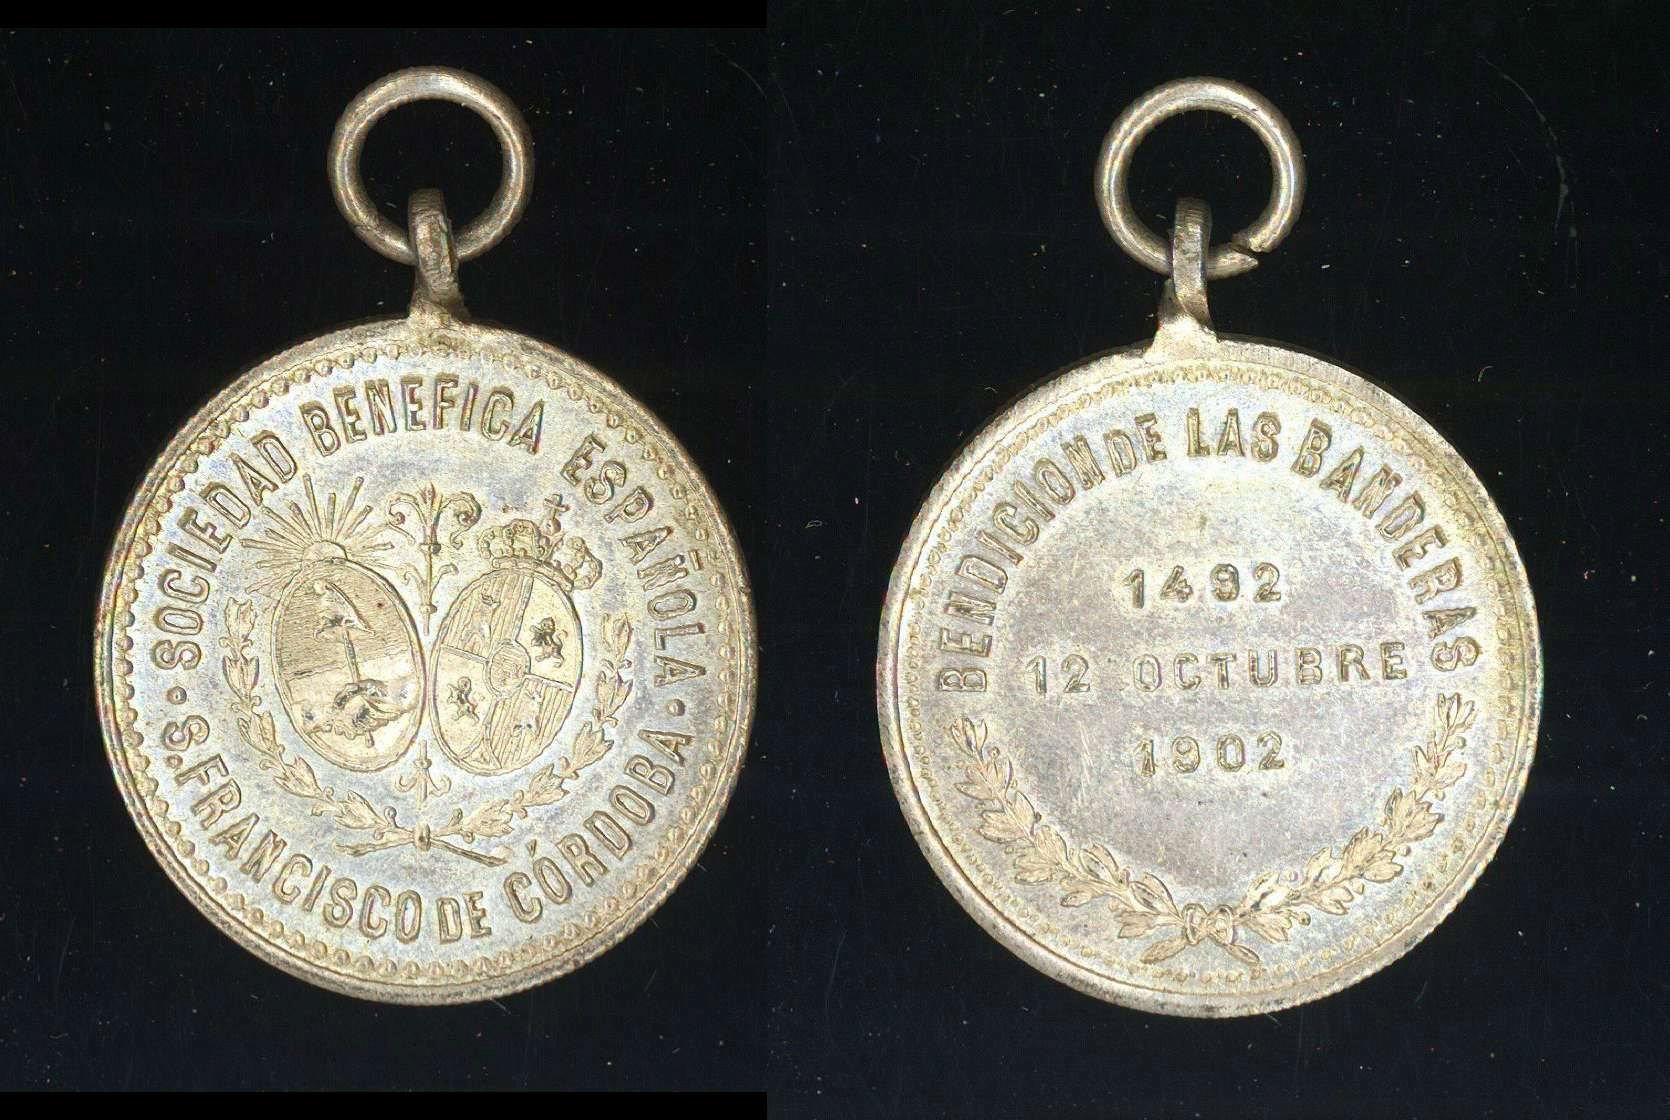 SOCIEDAD BENEFICA ESPAÑOLA
S. FRANCISCO DE CÓRDOBA
BENDICION DE LAS BANDERAS
1492
12 OCTUBRE
1902